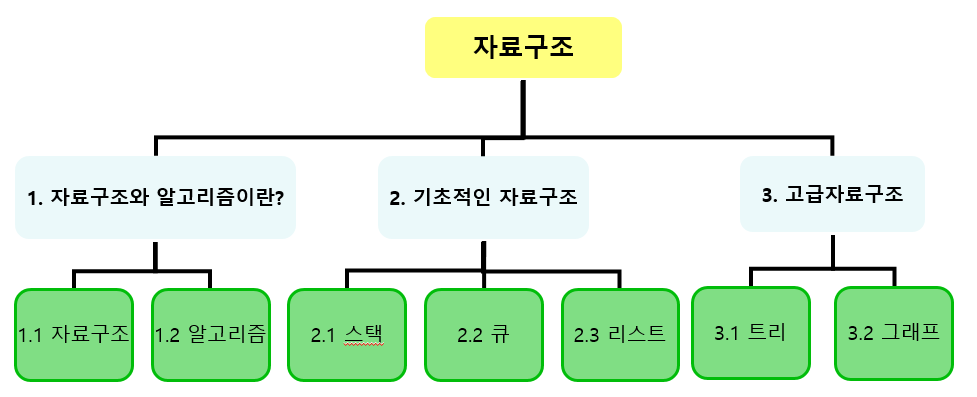 자료구조
1. 자료구조와 알고리즘이란?
2. 기초적인 자료구조
3. 고급자료구조
1.1 자료구조
1.2 알고리즘
2.1 스택
2.2 큐
2.3 리스트
3.1 트리
3.2 그래프